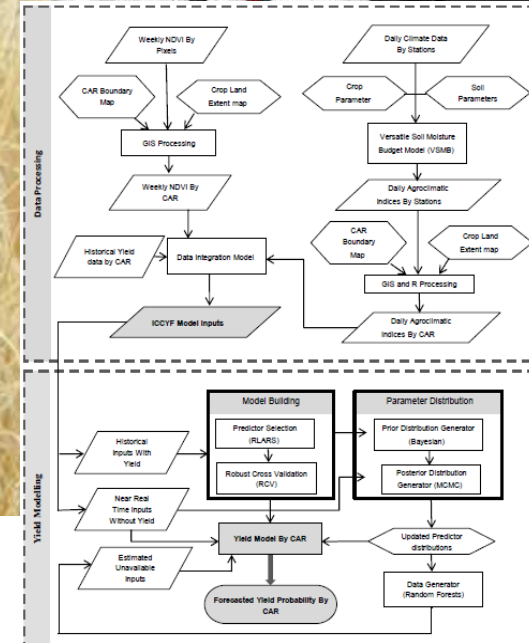 Data Processing
Weekly NDVI By
Pixels
Daily Climate Data
By Stations
CAR Boundary
Map
Crop Land
Extent map
Crop
Parameter
Soil
Parameters
GIS Processing
Versatile Soil Moisture
Budget Model (VSMB)
Weekly NDVI By
CAR
Daily Agroclimatic
Indices By Stations
Historical Yield
data by CAR
Data Integration Model
CAR
Boundary
Map
Crop Land
Extent map
GIS and R Processing
ICCYF Model Inputs
Daily Agroclimatic
Indices By CAR
Yield Modelling
Model Building
Parameter Distribution
Historical
Inputs With
Yield
Predictor Selection
(RLARS)
Prior Distribution Generator
(Bayesian)
Robust Cross Validation
(RCV)
Posterior Distribution
Generator (MCMC)
Near Real
Time Inputs
Without Yield
Yield Model By CAR
Updated Predictor
distributions
Estimated
Unavailable
Inputs
Forecasted Yield Probability By
CAR
Data Generator
(Random Forests)